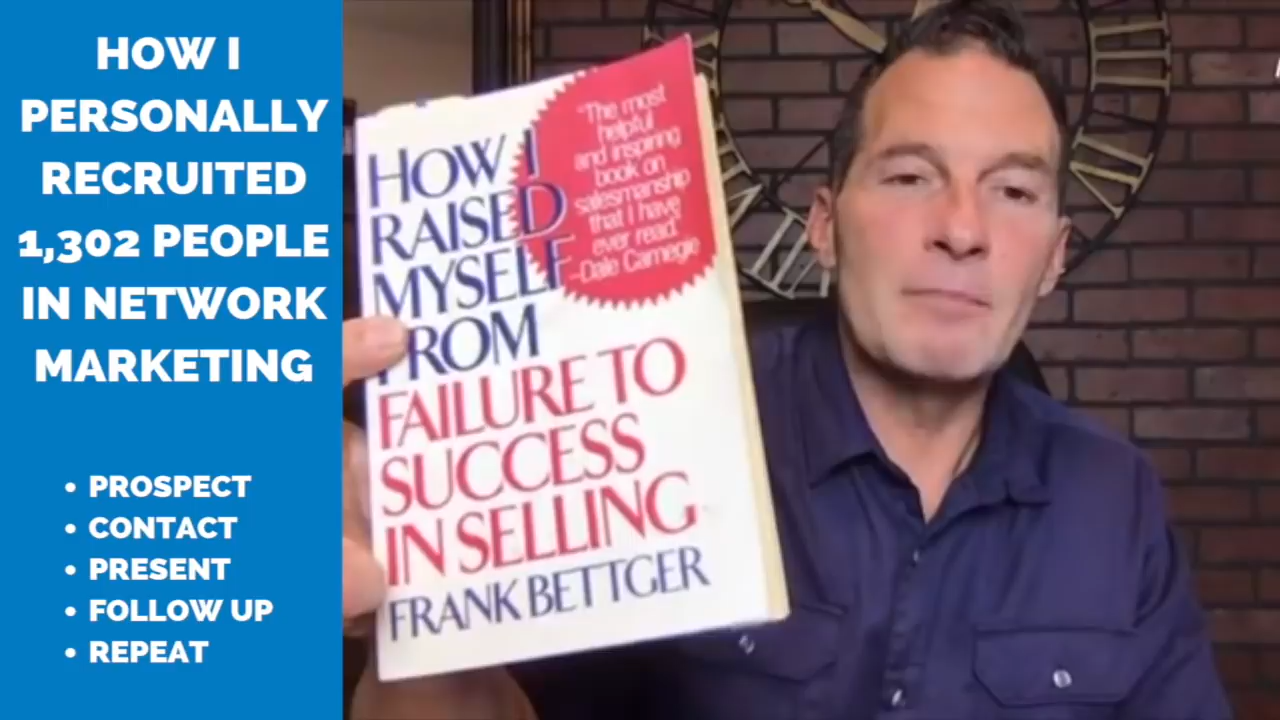 HOW I
PERSONALLY
RECRUITED
1,302 PEOPLE
IN NETWORK
MARKETING
• PROSPECT
• CONTACT
• PRESENT
• FOLLOW UP
• REPEAT
HOW I
RAISED
MYSELF
FROM
FAILURE TO
SUCCESS
IN SELLING
FRANK BETTGER
"The most
helpful
and inspiring
book on
salesmanship
that I have
ever read."
–Dale Carnegie